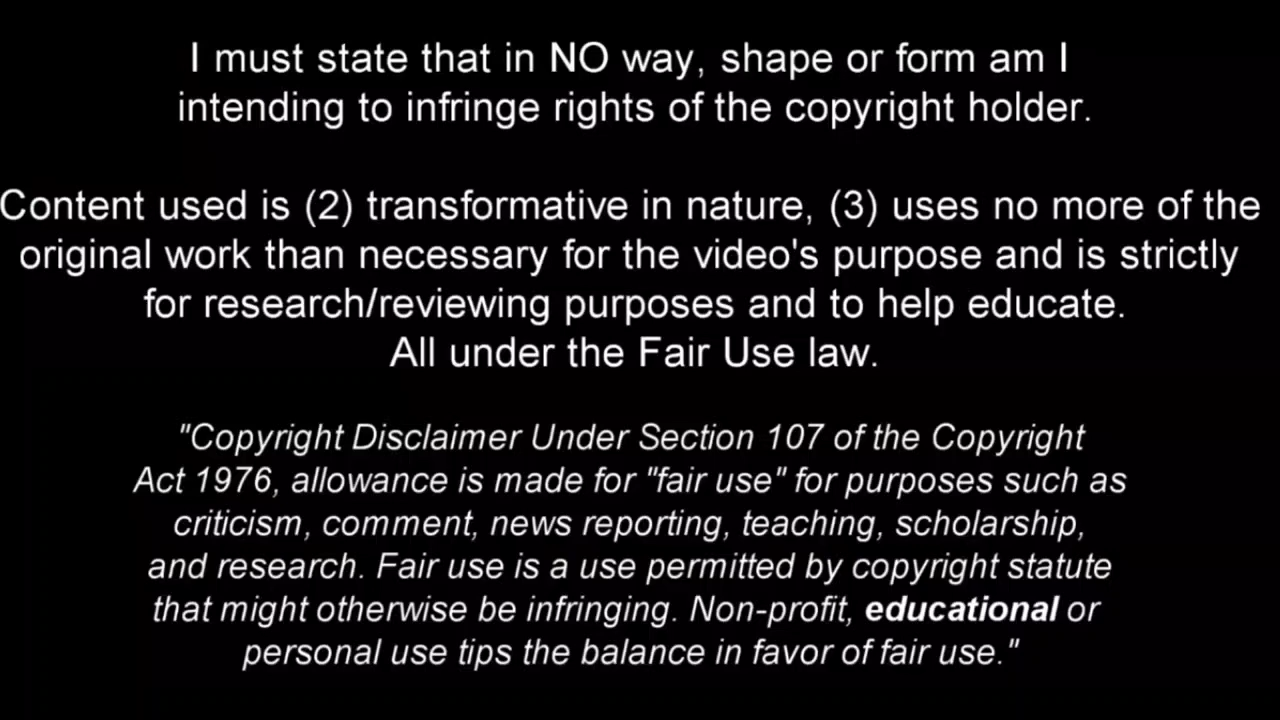 I must state that in NO way, shape or form am I
intending to infringe rights of the copyright holder.
Content used is (2) transformative in nature, (3) uses no more of the
original work than necessary for the video's purpose and is strictly
for research/reviewing purposes and to help educate.
All under the Fair Use law.
"Copyright Disclaimer Under Section 107 of the Copyright
Act 1976, allowance is made for "fair use" for purposes such as
criticism, comment, news reporting, teaching, scholarship,
and research. Fair use is a use permitted by copyright statute
that might otherwise be infringing. Non-profit, educational or
personal use tips the balance in favor of fair use."